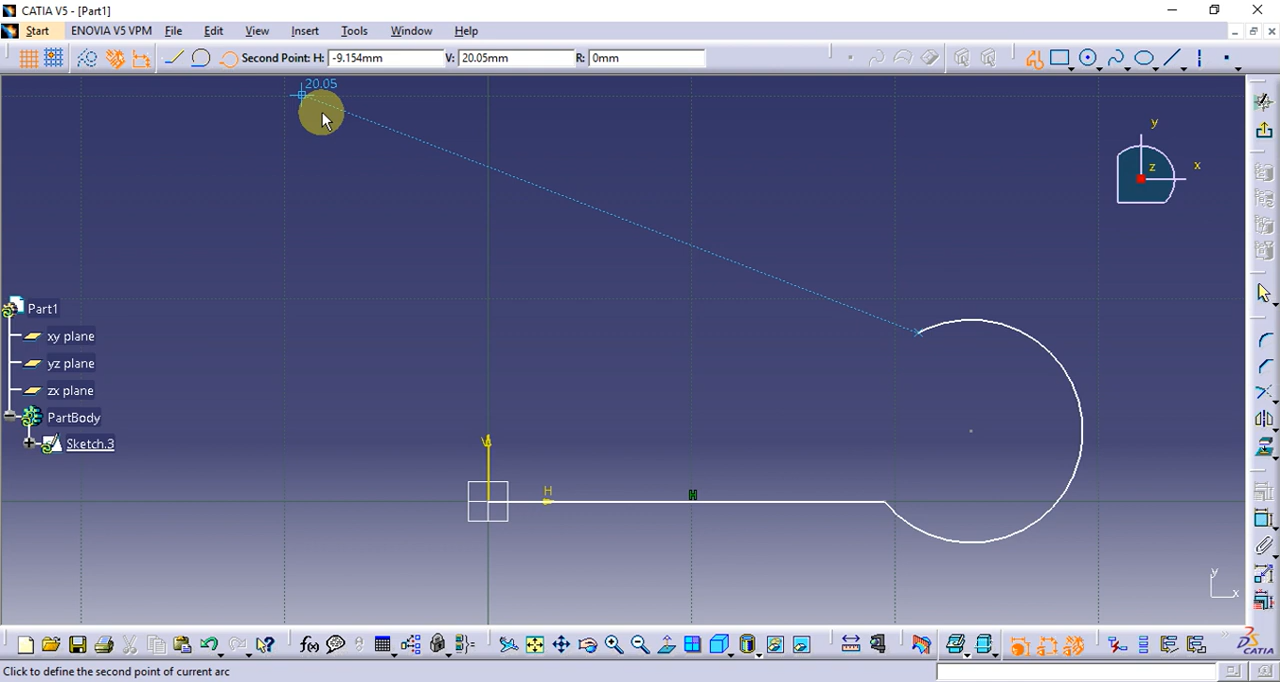 CATIA V5 - [Part1]
Start ENOVIA V5 VPM File Edit View Insert Tools Window Help
Second Point: H: -9.154mm V: 20.05mm R: 0mm
20.05
y
z x
Part1
xy plane
yz plane
zx plane
PartBody
Sketch.3
V
H
H
y
x
f(x)
CATIA
Click to define the second point of current arc